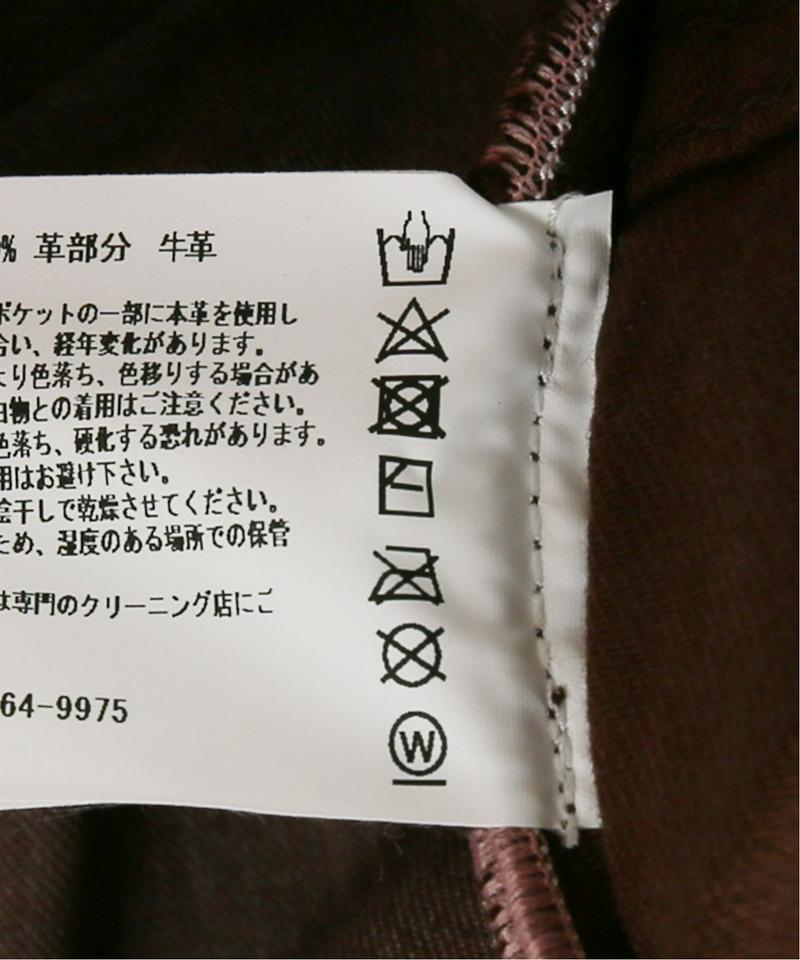 % 革部分 牛革
ポケットの一部に本革を使用し
合い、経年変化があります。
より色落ち、色移りする場合があ
白物との着用はご注意ください。
色落ち、硬化する恐れがあります。
用はお避け下さい。
陰干しで乾燥させてください。
ため、湿度のある場所での保管
は専門のクリーニング店にご
64-9975
W